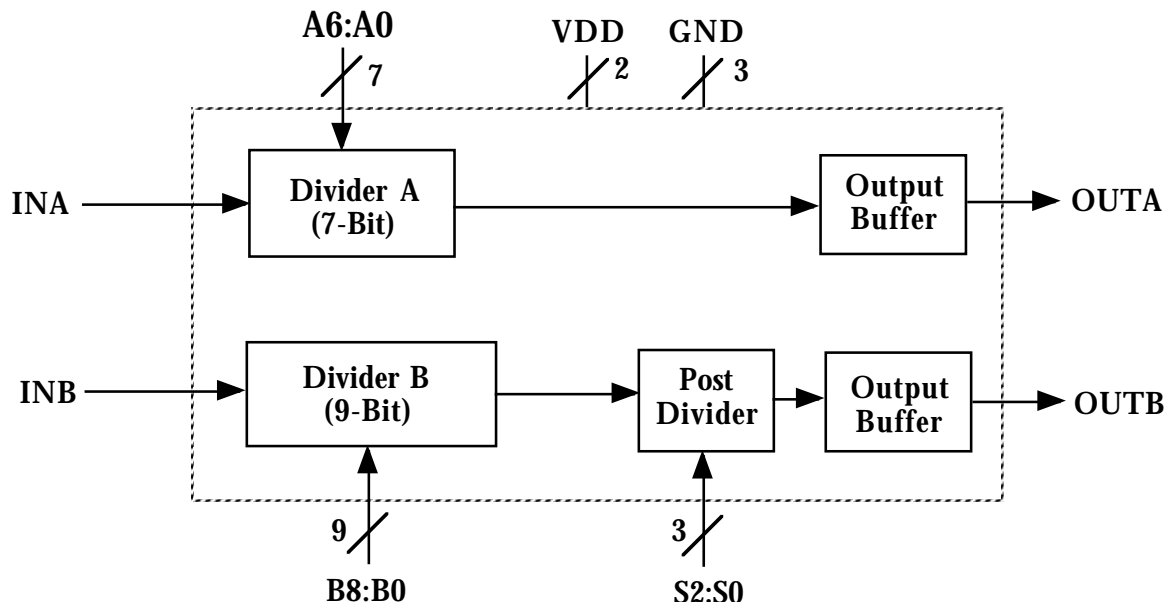 A6:A0
VDD
GND
7
2
3
INA
Divider A
(7-Bit)
Output
Buffer
OUTA
INB
Divider B
(9-Bit)
Post
Divider
Output
Buffer
OUTB
9
3
B8:B0
S2:S0